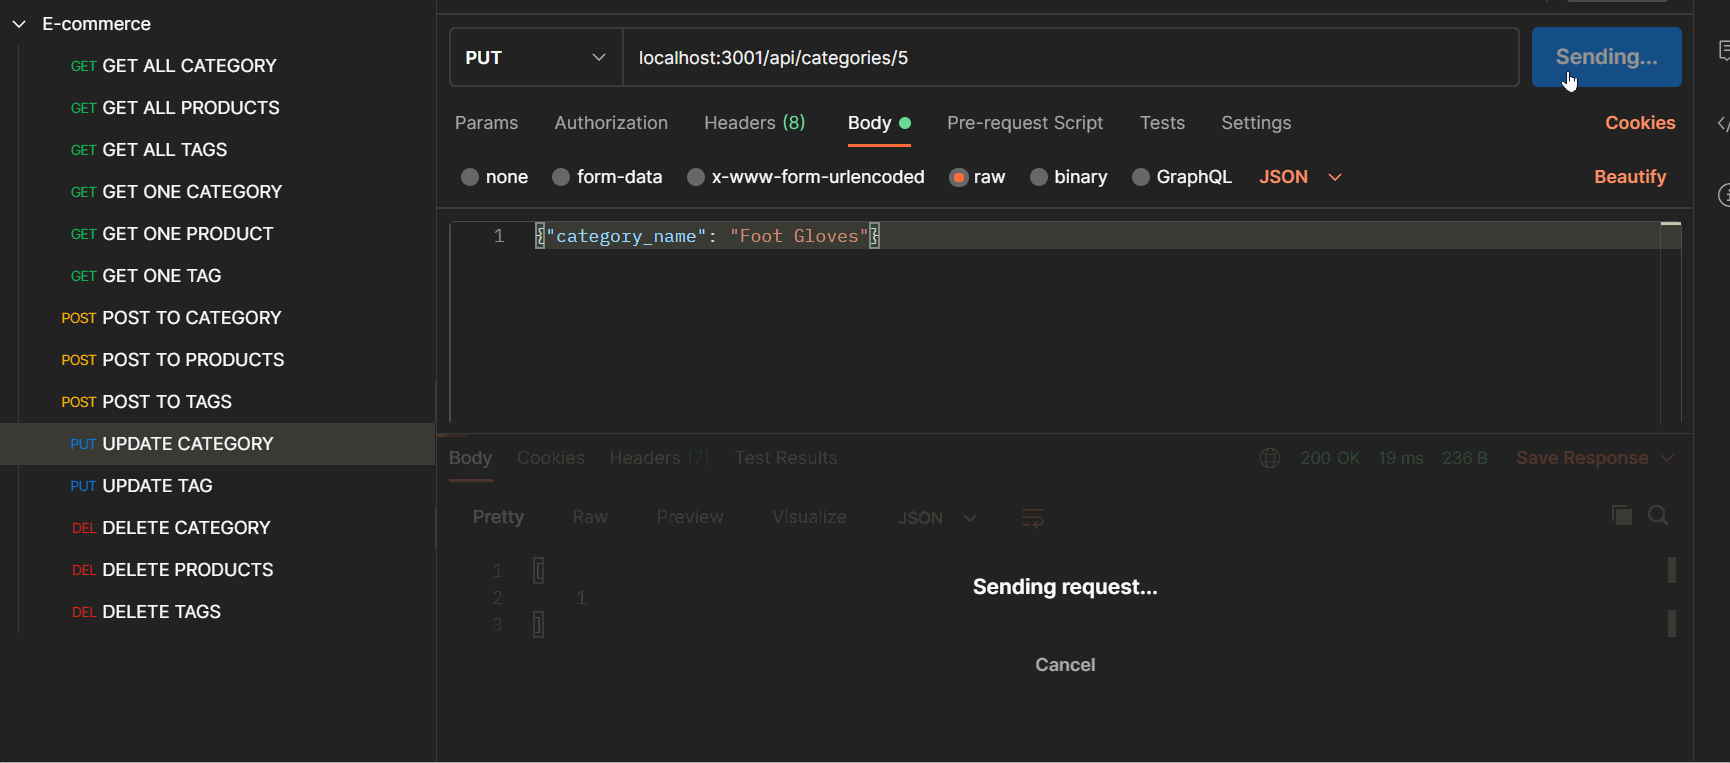 E-commerce
GET GET ALL CATEGORY
GET GET ALL PRODUCTS
GET GET ALL TAGS
GET GET ONE CATEGORY
GET GET ONE PRODUCT
GET GET ONE TAG
POST POST TO CATEGORY
POST POST TO PRODUCTS
POST POST TO TAGS
PUT UPDATE CATEGORY
PUT UPDATE TAG
DEL DELETE CATEGORY
DEL DELETE PRODUCTS
DEL DELETE TAGS
PUT localhost:3001/api/categories/5 Sending...
Params Authorization Headers (8) Body Pre-request Script Tests Settings Cookies
none form-data x-www-form-urlencoded raw binary GraphQL JSON Beautify
1 {"category_name": "Foot Gloves"}
Body Cookies Headers (7) Test Results 200 OK 19 ms 236 B Save Response
Pretty Raw Preview Visualize JSON
1 [
2 1
3 ]
Sending request...
Cancel